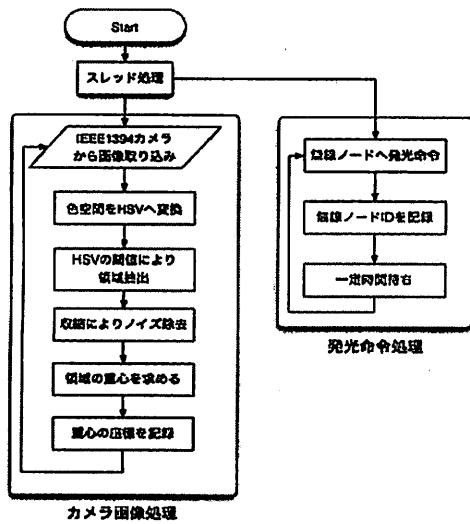 Start
スレッド処理
IEEE1394カメラ
から画像取り込み
色空間をHSVへ変換
HSVの閾値により
領域抽出
収縮によりノイズ除去
領域の重心を求める
重心の座標を記録
カメラ画像処理
無線ノードへ発光命令
無線ノードIDを記録
一定時間待ち
発光命令処理